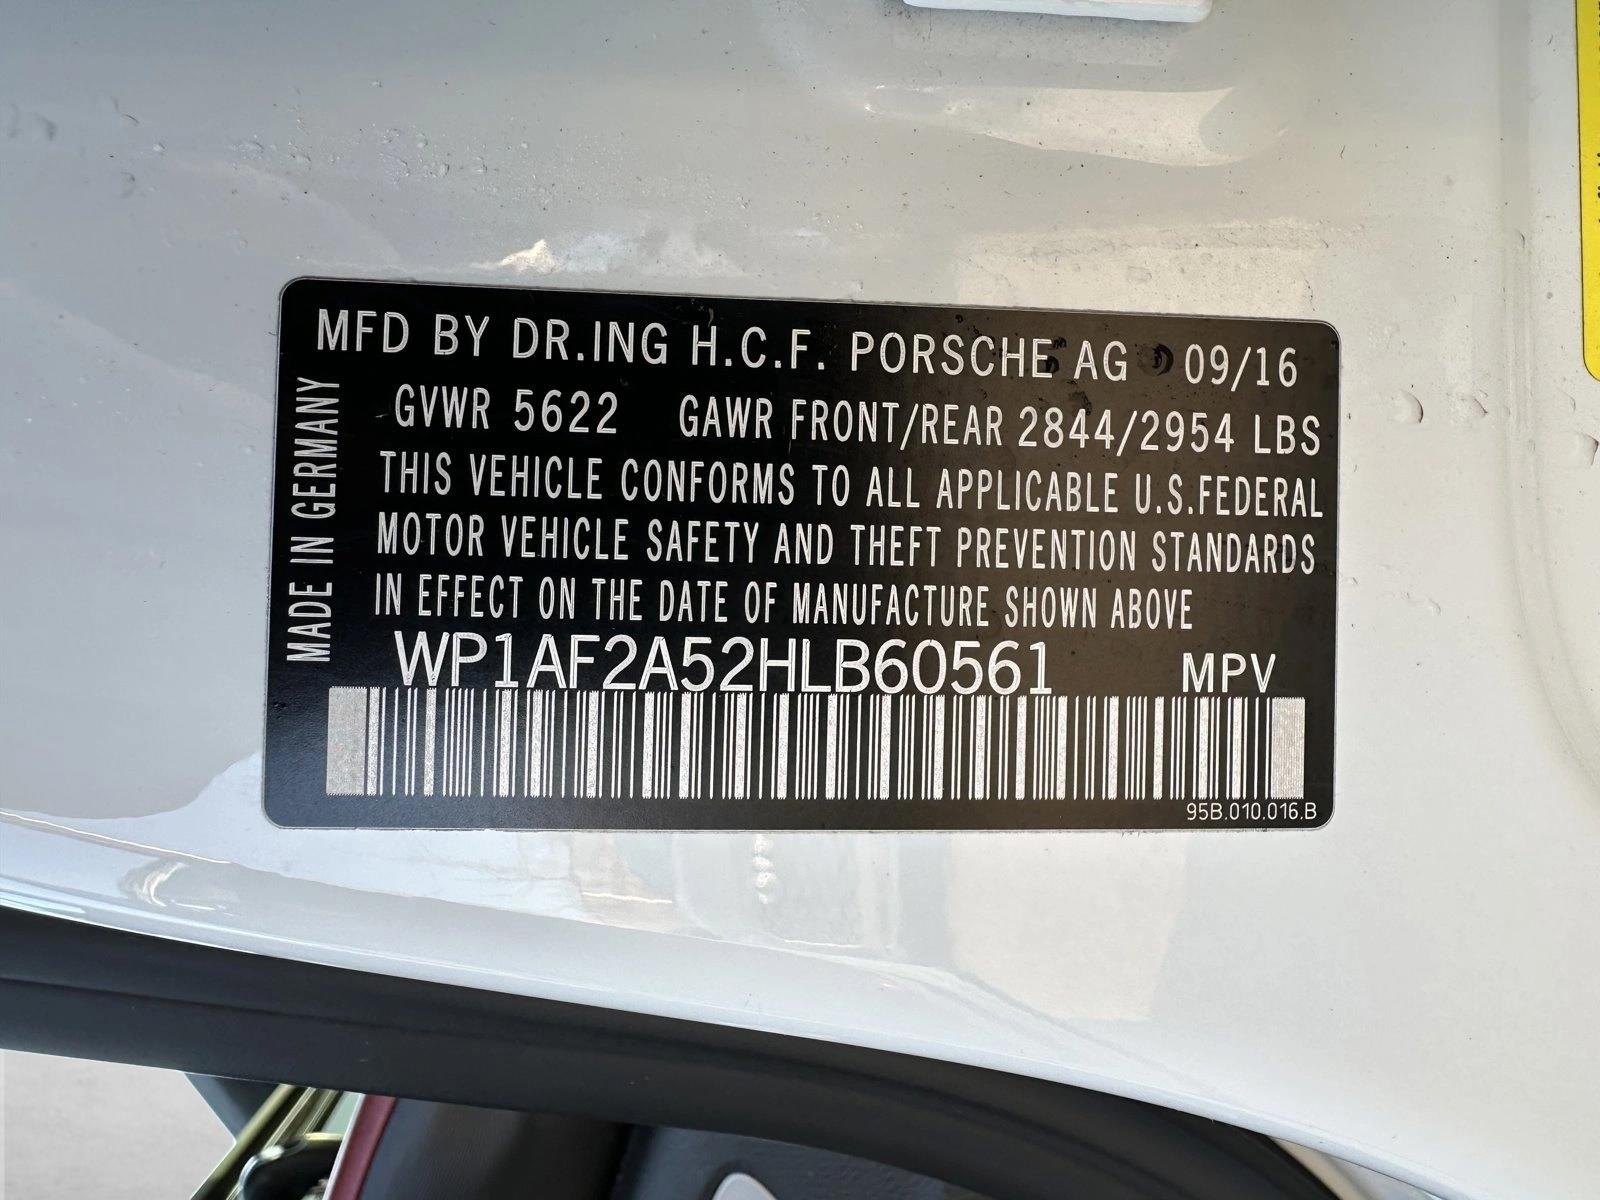 MFD BY DR.ING H.C.F. PORSCHE AG 09/16
GVWR 5622 GAWR FRONT/REAR 2844/2954 LBS
THIS VEHICLE CONFORMS TO ALL APPLICABLE U.S.FEDERAL
MOTOR VEHICLE SAFETY AND THEFT PREVENTION STANDARDS
IN EFFECT ON THE DATE OF MANUFACTURE SHOWN ABOVE
WP1AF2A52HLB60561 MPV
95B.010.016.B
MADE IN GERMANY